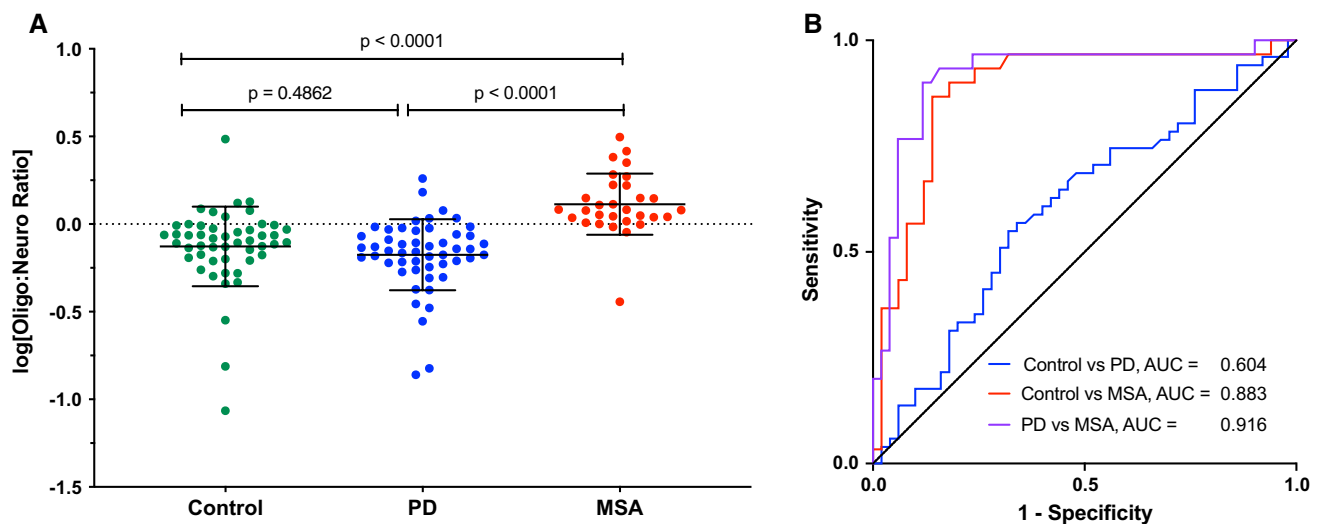 A
log[Oligo:Neuro Ratio]
1.0
0.5
0.0
-0.5
-1.0
-1.5
p < 0.0001
p = 0.4862
p < 0.0001
Control
PD
MSA
B
Sensitivity
1.0
0.5
0.0
Control vs PD, AUC = 0.604
Control vs MSA, AUC = 0.883
PD vs MSA, AUC = 0.916
0.0
0.5
1.0
1 - Specificity